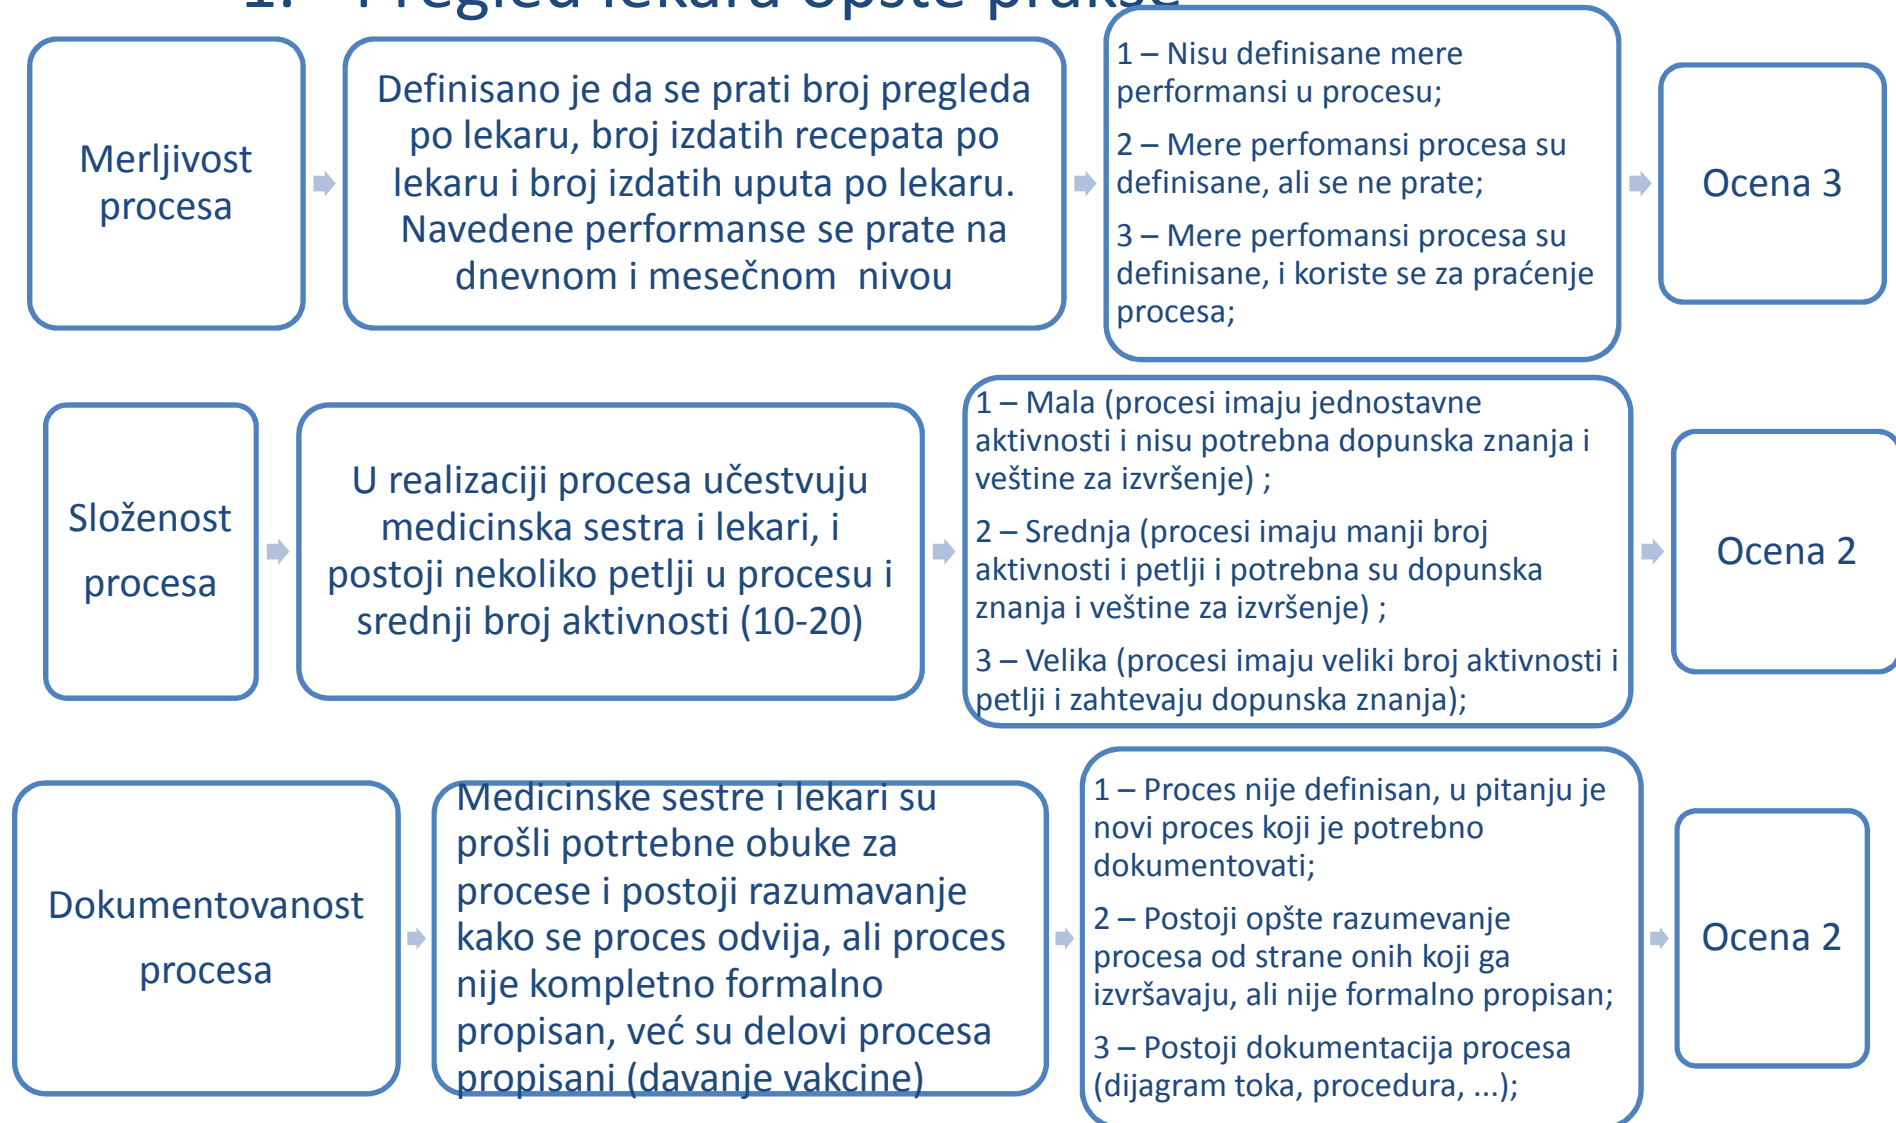 1. Pregled lekara opšte prakse
Merljivost
procesa
Definisano je da se prati broj pregleda
po lekaru, broj izdatih recepata po
lekaru i broj izdatih uputa po lekaru.
Navedene performanse se prate na
dnevnom i mesečnom nivou
1 – Nisu definisane mere
performansi u procesu;
2 – Mere perfomansi procesa su
definisane, ali se ne prate;
3 – Mere perfomansi procesa su
definisane, i koriste se za praćenje
procesa;
Ocena 3
Složenost
procesa
U realizaciji procesa učestvuju
medicinska sestra i lekari, i
postoji nekoliko petlji u procesu i
srednji broj aktivnosti (10-20)
1 – Mala (procesi imaju jednostavne
aktivnosti i nisu potrebna dopunska znanja i
veštine za izvršenje) ;
2 – Srednja (procesi imaju manji broj
aktivnosti i petlji i potrebna su dopunska
znanja i veštine za izvršenje) ;
3 – Velika (procesi imaju veliki broj aktivnosti i
petlji i zahtevaju dopunska znanja);
Ocena 2
Dokumentovanost
procesa
Medicinske sestre i lekari su
prošli potrtebne obuke za
procese i postoji razumavanje
kako se proces odvija, ali proces
nije kompletno formalno
propisan, već su delovi procesa
propisani (davanje vakcine)
1 – Proces nije definisan, u pitanju je
novi proces koji je potrebno
dokumentovati;
2 – Postoji opšte razumevanje
procesa od strane onih koji ga
izvršavaju, ali nije formalno propisan;
3 – Postoji dokumentacija procesa
(dijagram toka, procedura, ...);
Ocena 2